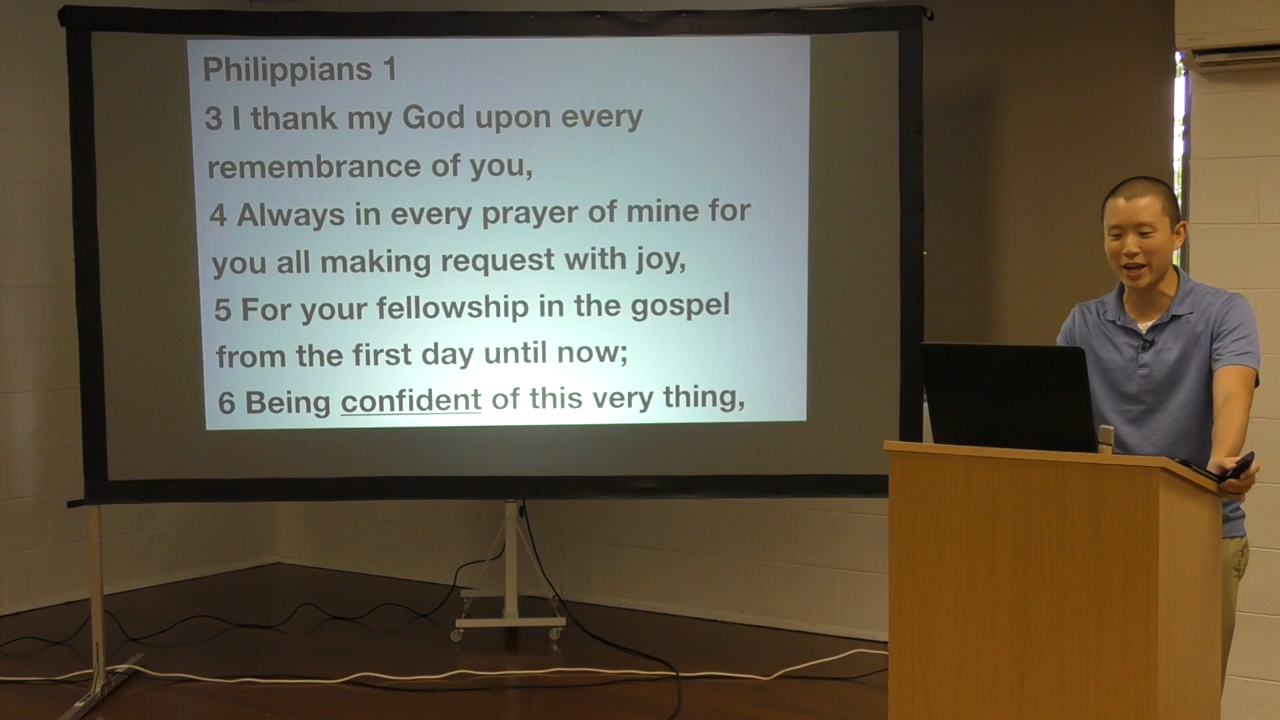 Philippians 1
3 I thank my God upon every
remembrance of you,
4 Always in every prayer of mine for
you all making request with joy,
5 For your fellowship in the gospel
from the first day until now;
6 Being confident of this very thing,